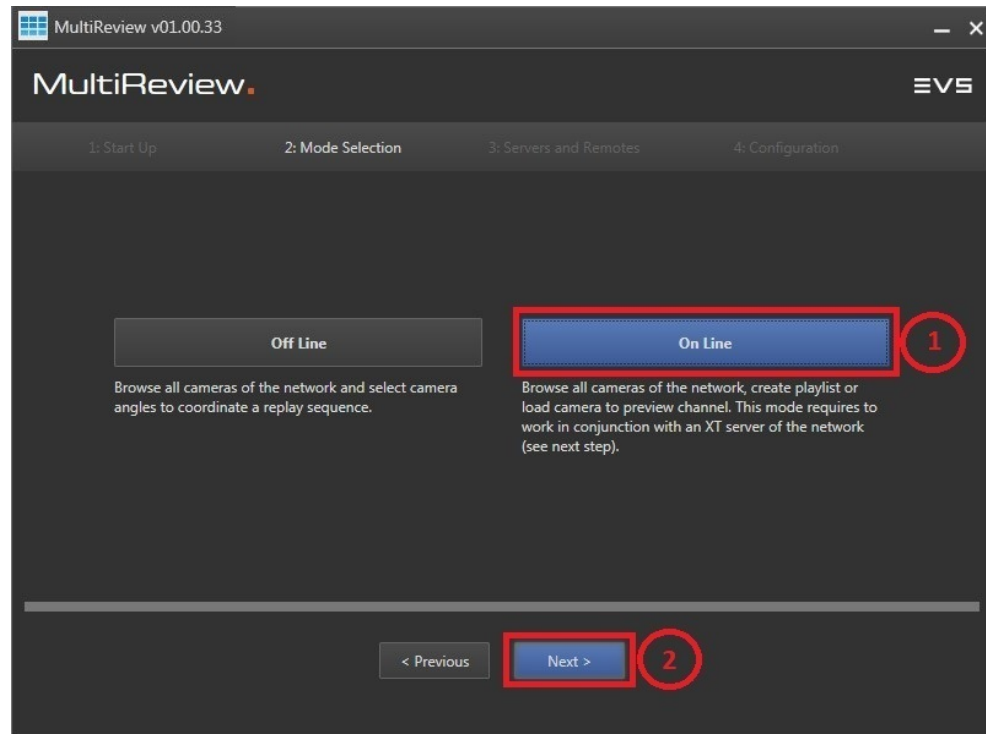 MultiReview v01.00.33
MultiReview.
EVS
1: Start Up
2: Mode Selection
3: Servers and Remotes
4: Configuration
Off Line
Browse all cameras of the network and select camera
angles to coordinate a replay sequence.
On Line
1
Browse all cameras of the network, create playlist or
load camera to preview channel. This mode requires to
work in conjunction with an XT server of the network
(see next step).
< Previous
Next >
2